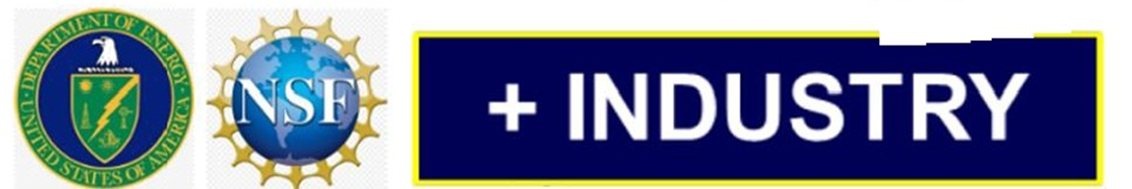 DEPARTMENT OF ENERGY
UNITED STATES OF AMERICA
NSF
+ INDUSTRY